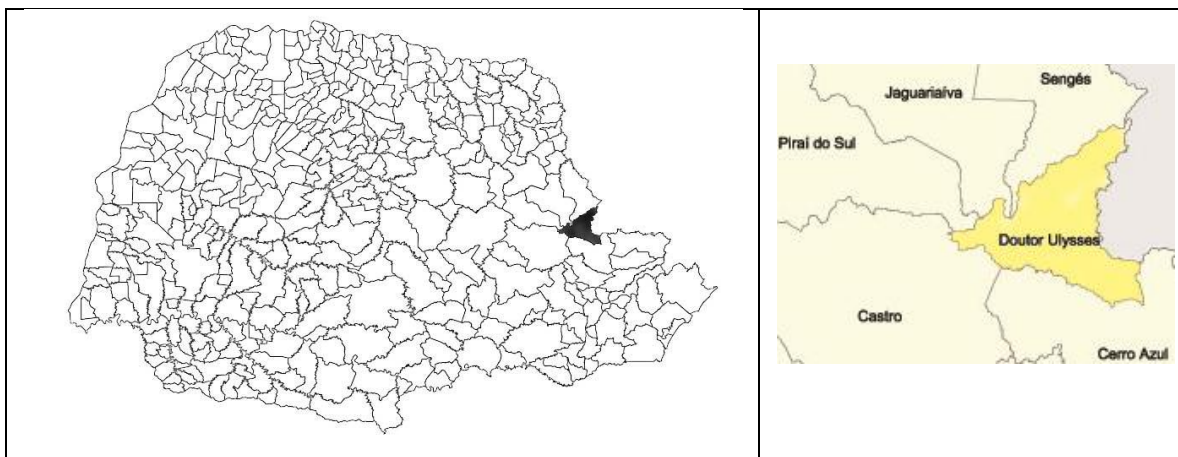 Sengés
Jaguariaíva
Piraí do Sul
Doutor Ulysses
Castro
Cerro Azul